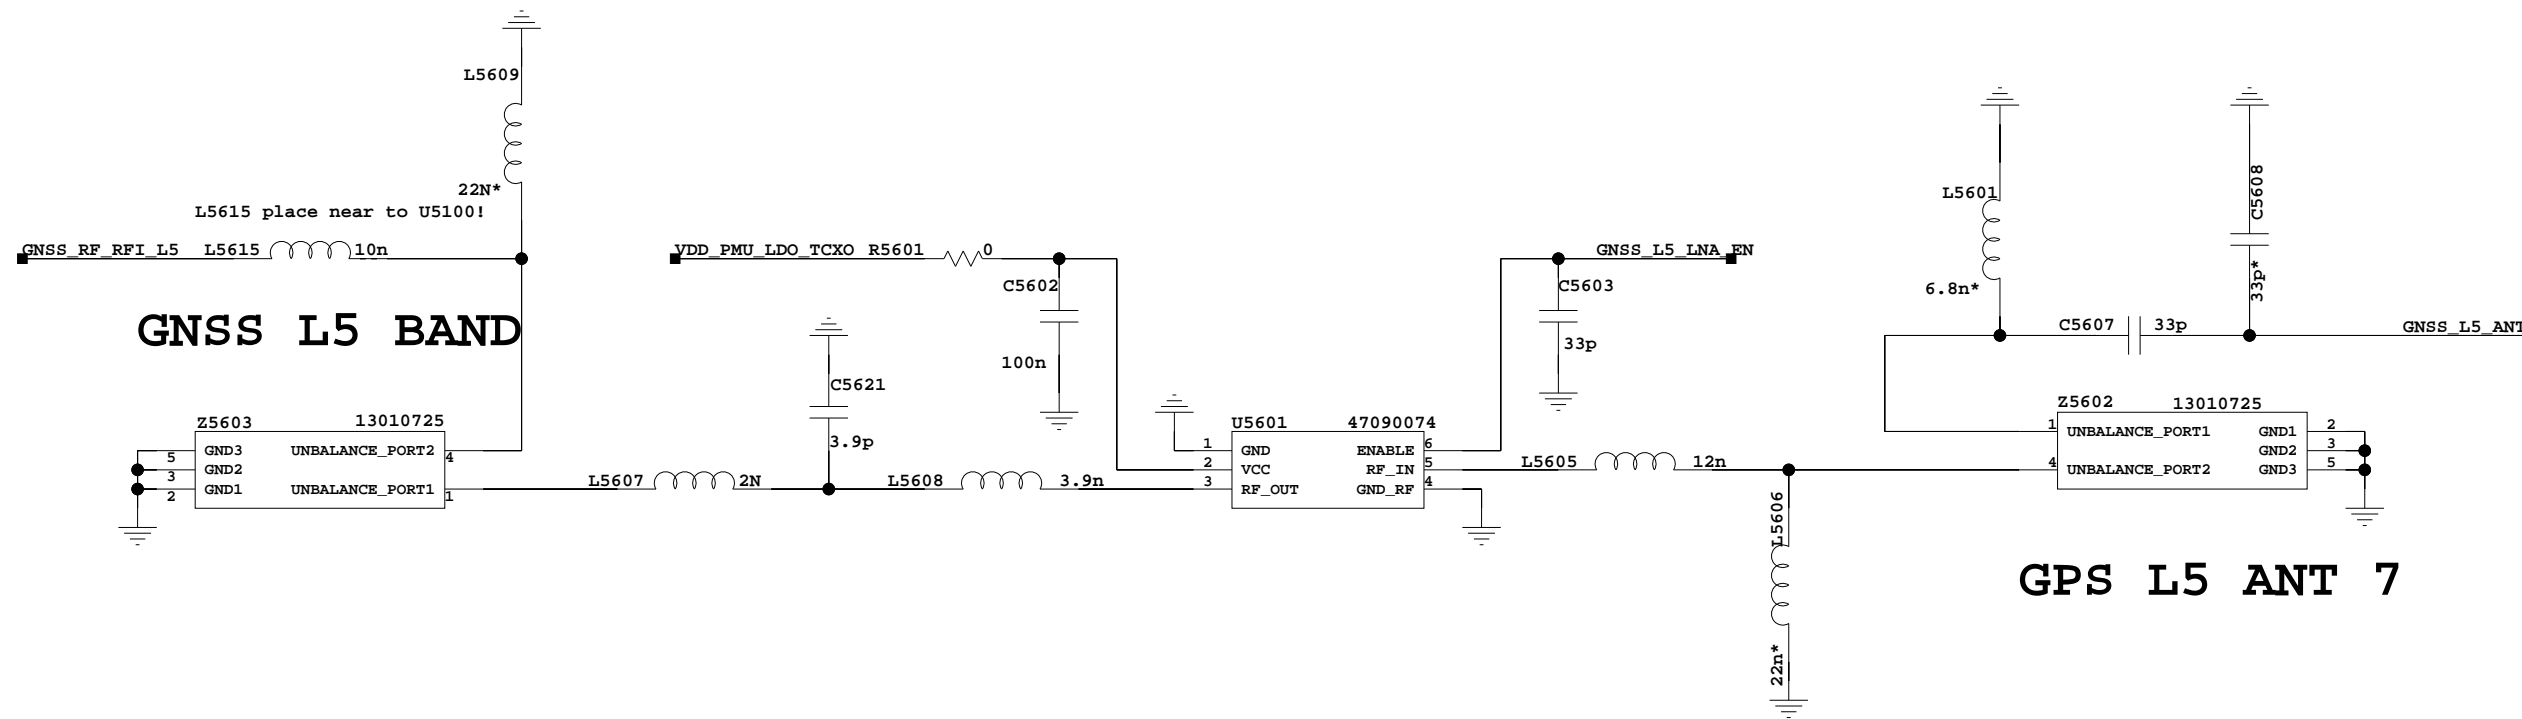 L5609
22N*
L5615 place near to U5100!
GNSS_RF_RFI_L5 L5615 10n
GNSS L5 BAND
Z5603 13010725
5 GND3 UNBALANCE_PORT2 4
3 GND2
2 GND1 UNBALANCE_PORT1 1
L5607 2N
C5621
3.9p
L5608 3.9n
VDD_PMU_LDO_TCXO R5601 0
C5602
100n
U5601 47090074
1 GND ENABLE 6
2 VCC RF_IN 5
3 RF_OUT GND_RF 4
GNSS_L5_LNA_EN
C5603
33p
L5605 12n
L5606
22n*
L5601
6.8n*
C5608
33p*
C5607 33p
GNSS_L5_ANT
Z5602 13010725
1 UNBALANCE_PORT1 GND1 2
GND2 3
4 UNBALANCE_PORT2 GND3 5
GPS L5 ANT 7